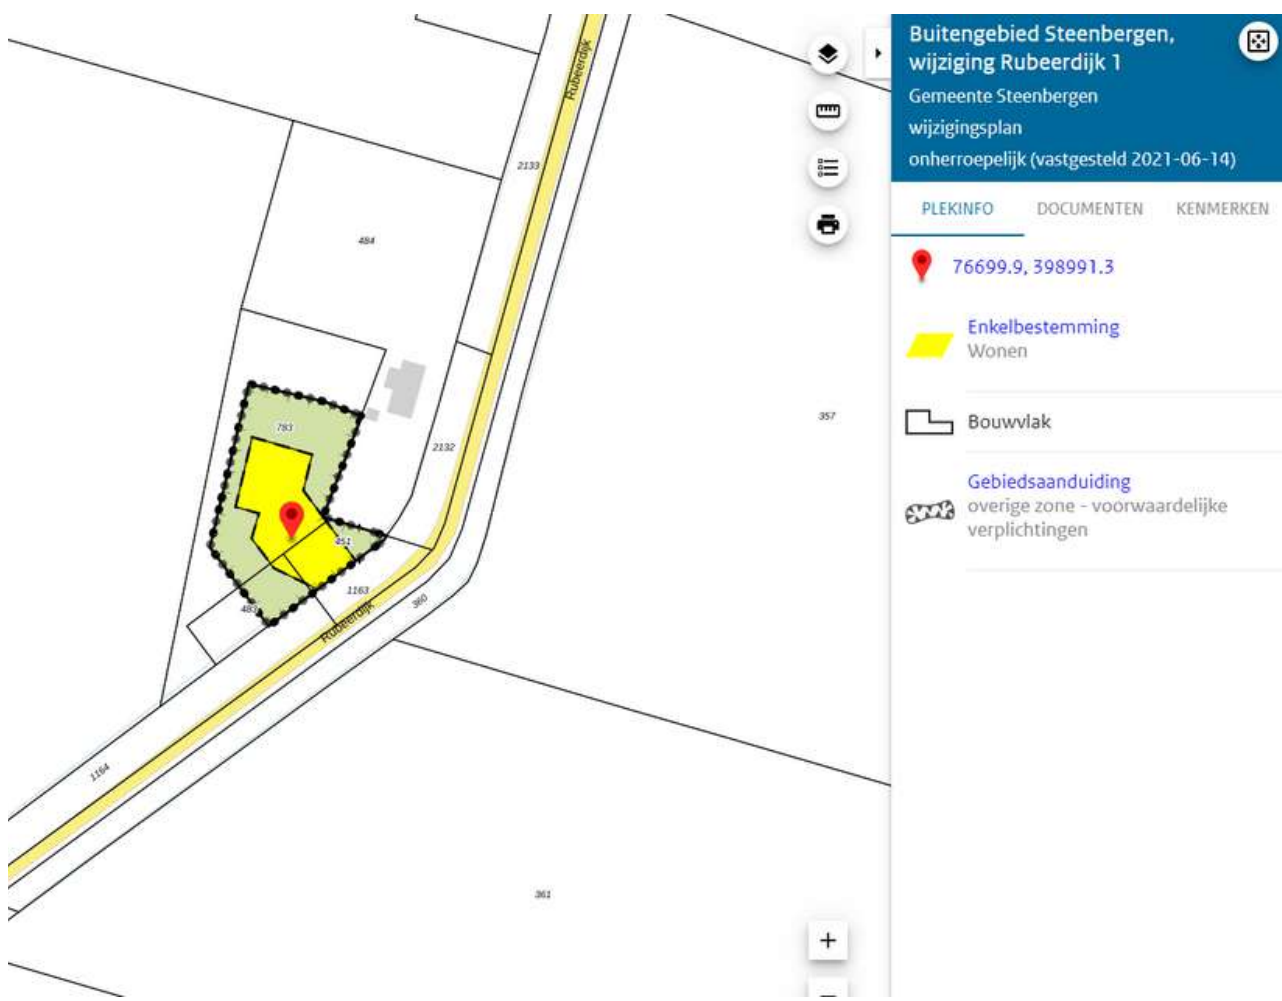 Rubeerdijk
2133
484
357
783
2132
451
1163
483
Rubeerdijk
360
1164
361
Buitengebied Steenbergen,
wijziging Rubeerdijk 1
Gemeente Steenbergen
wijzigingsplan
onherroepelijk (vastgesteld 2021-06-14)
PLEKINFO DOCUMENTEN KENMERKEN
76699.9, 398991.3
Enkelbestemming
Wonen
Bouwvlak
Gebiedsaanduiding
overige zone - voorwaardelijke
verplichtingen
+